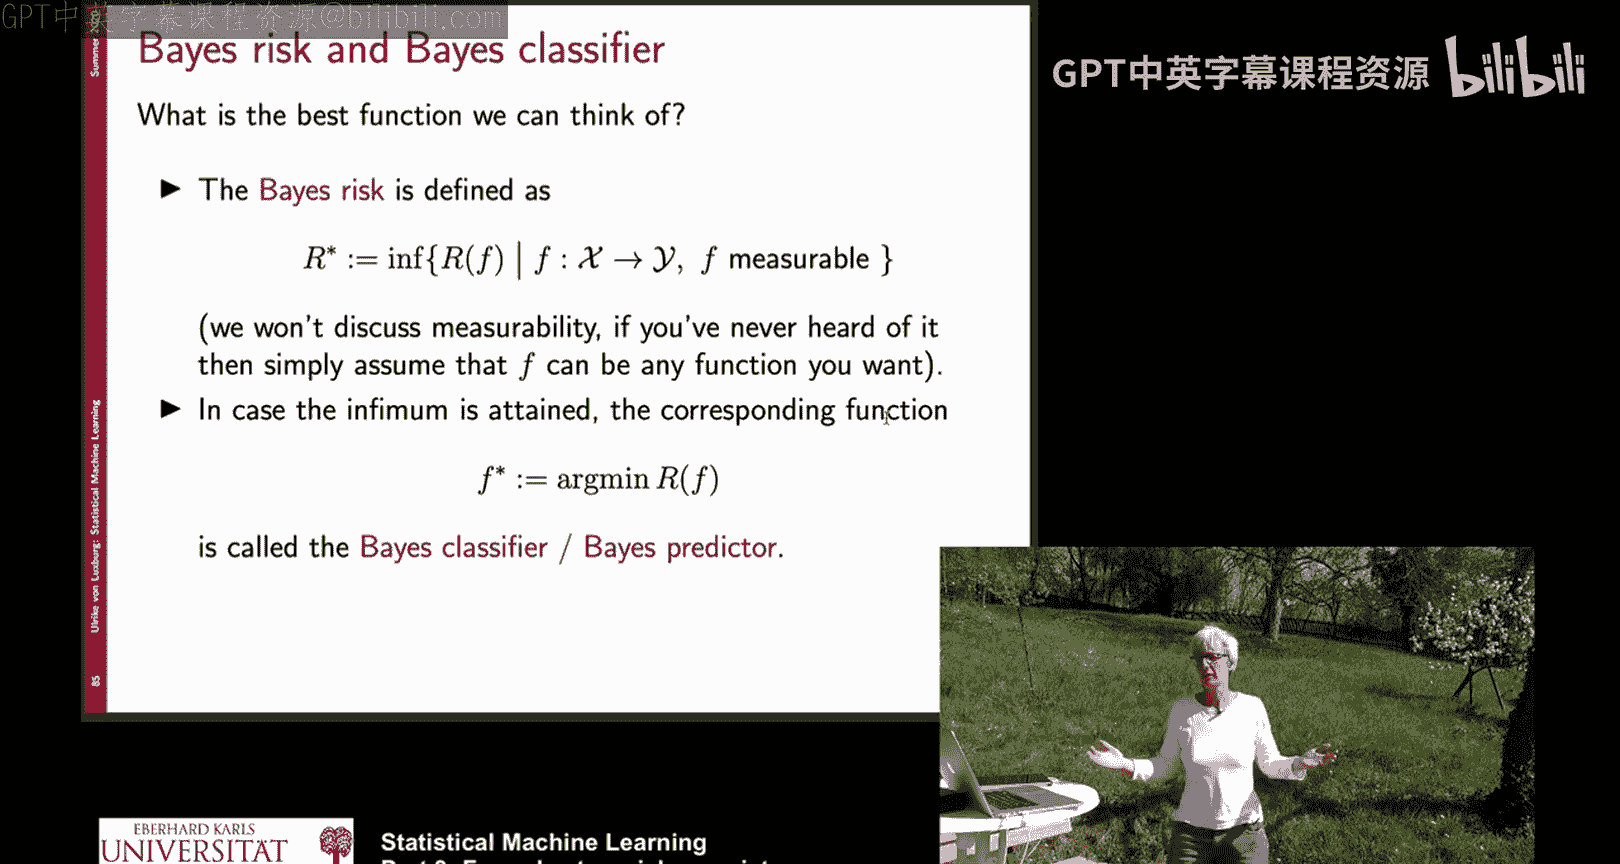 GPT中英字幕课程资源@bilibili.com
Summer 2020
Bayes risk and Bayes classifier
GPT中英字幕课程资源 bilibili
What is the best function we can think of?
▶ The Bayes risk is defined as
R* := inf{R(f) | f : 𝒳 → 𝒴, f measurable }
(we won't discuss measurability, if you've never heard of it
then simply assume that f can be any function you want).
▶ In case the infimum is attained, the corresponding function
f* := argmin R(f)
is called the Bayes classifier / Bayes predictor.
Ulrike von Luxburg: Statistical Machine Learning
85
EBERHARD KARLS
UNIVERSITÄT
Statistical Machine Learning